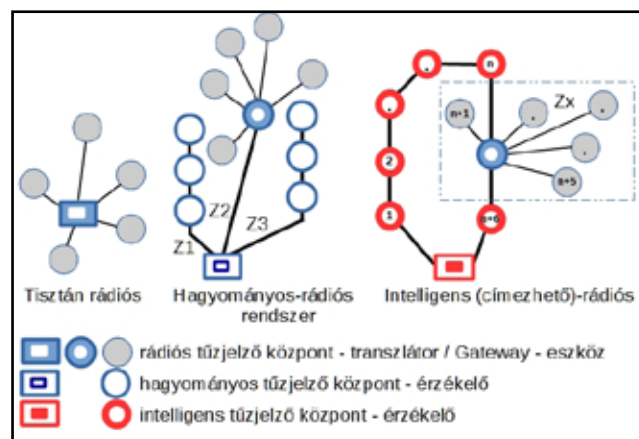 n
.
.
2
1
n+1
.
.
.
n+5
n+6
Zx
Z1
Z2
Z3
Tisztán rádiós
Hagyományos-rádiós
rendszer
Intelligens (címezhető)-rádiós
rádiós tűzjelző központ - transzlátor / Gateway - eszköz
hagyományos tűzjelző központ - érzékelő
intelligens tűzjelző központ - érzékelő